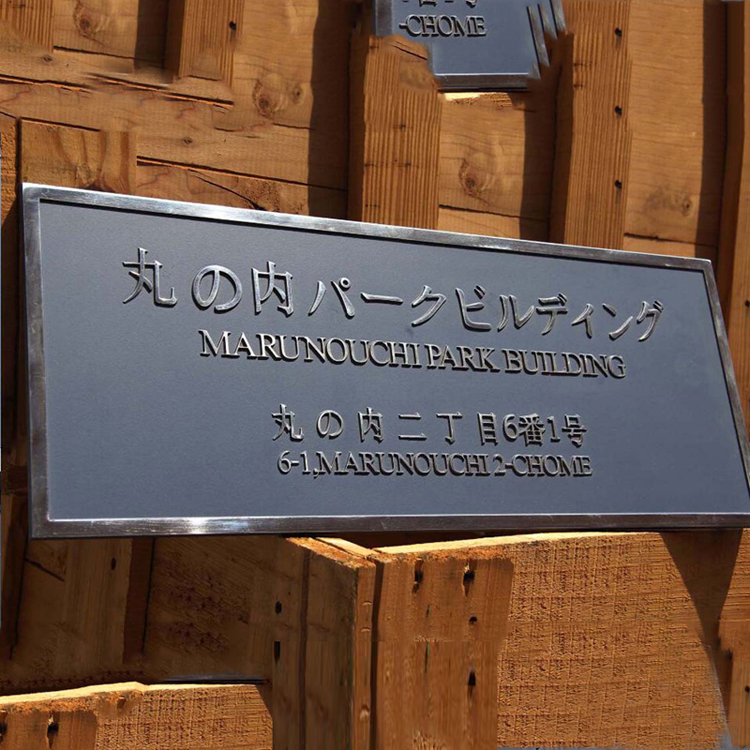 -CHOME
丸の内パークビルディング
MARUNOUCHI PARK BUILDING
丸の内二丁目6番1号
6-1,MARUNOUCHI 2-CHOME